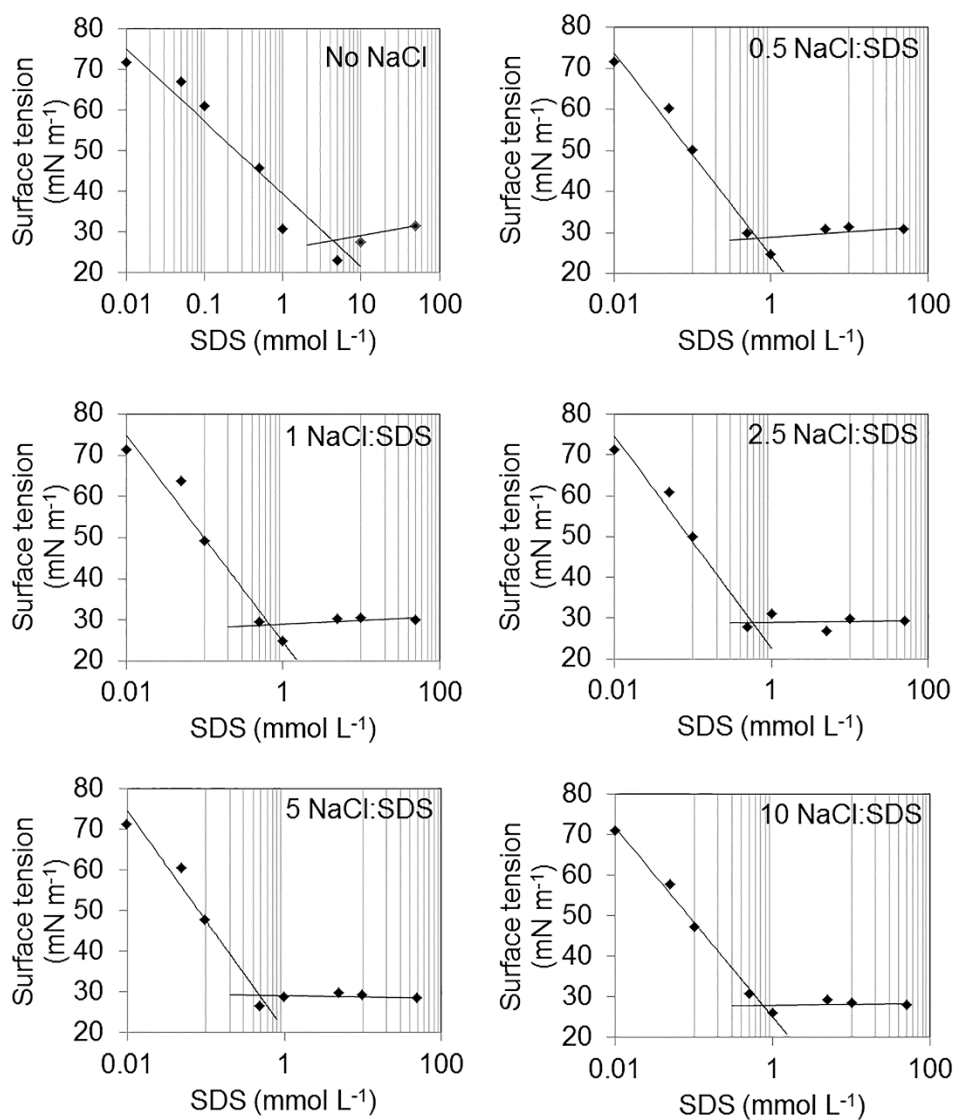 80
70
60
50
40
30
20
Surface tension
(mN m⁻¹)
No NaCl
0.01 0.1 1 10 100
SDS (mmol L⁻¹)
80
70
60
50
40
30
20
Surface tension
(mN m⁻¹)
0.5 NaCl:SDS
0.01 1 100
SDS (mmol L⁻¹)
80
70
60
50
40
30
20
Surface tension
(mN m⁻¹)
1 NaCl:SDS
0.01 1 100
SDS (mmol L⁻¹)
80
70
60
50
40
30
20
Surface tension
(mN m⁻¹)
2.5 NaCl:SDS
0.01 1 100
SDS (mmol L⁻¹)
80
70
60
50
40
30
20
Surface tension
(mN m⁻¹)
5 NaCl:SDS
0.01 1 100
SDS (mmol L⁻¹)
80
70
60
50
40
30
20
Surface tension
(mN m⁻¹)
10 NaCl:SDS
0.01 1 100
SDS (mmol L⁻¹)